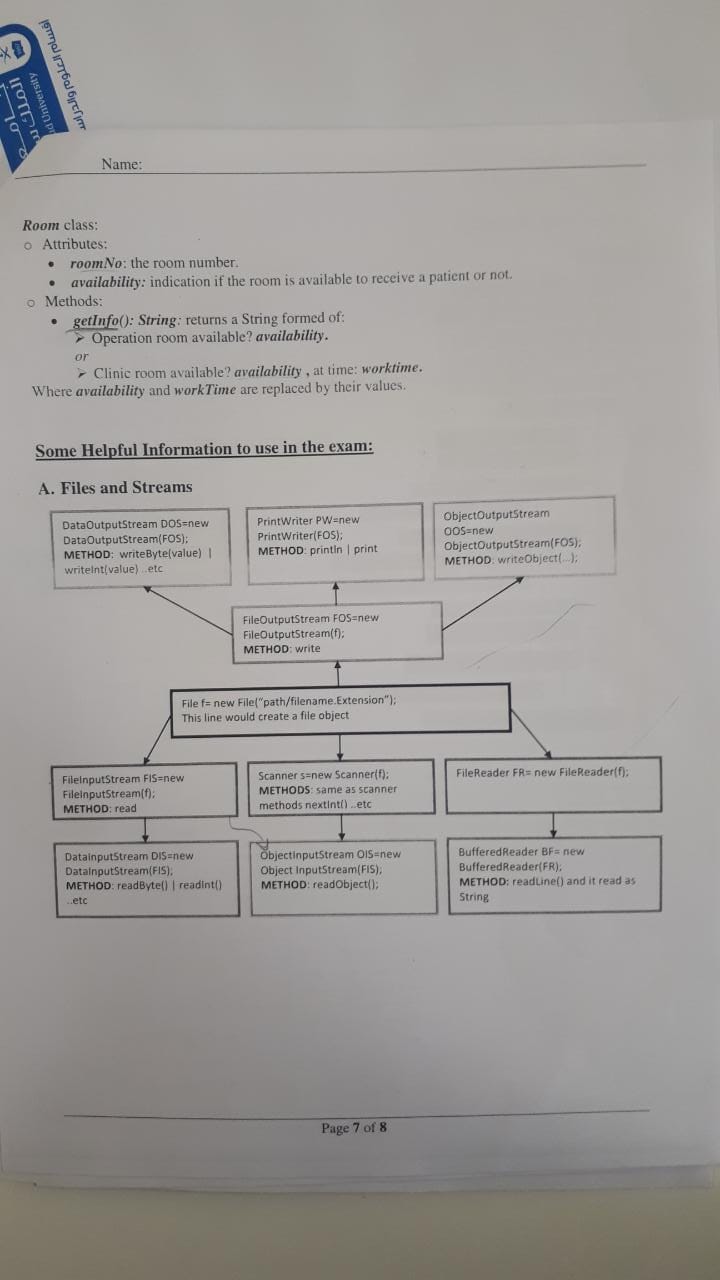 ud University
Name:
Room class:
o Attributes:
• roomNo: the room number.
• availability: indication if the room is available to receive a patient or not.
o Methods:
• getInfo(): String: returns a String formed of:
➢ Operation room available? availability.
or
➢ Clinic room available? availability , at time: worktime.
Where availability and workTime are replaced by their values.
Some Helpful Information to use in the exam:
A. Files and Streams
DataOutputStream DOS=new
DataOutputStream(FOS);
METHOD: writeByte(value) |
writeInt(value) ..etc
PrintWriter PW=new
PrintWriter(FOS);
METHOD: println | print
ObjectOutputStream
OOS=new
ObjectOutputStream(FOS);
METHOD: writeObject(...);
FileOutputStream FOS=new
FileOutputStream(f);
METHOD: write
File f= new File("path/filename.Extension");
This line would create a file object
FileInputStream FIS=new
FileInputStream(f);
METHOD: read
Scanner s=new Scanner(f);
METHODS: same as scanner
methods nextInt() ..etc
FileReader FR= new FileReader(f);
DataInputStream DIS=new
DataInputStream(FIS);
METHOD: readByte() | readInt()
..etc
ObjectInputStream OIS=new
Object InputStream(FIS);
METHOD: readObject();
BufferedReader BF= new
BufferedReader(FR);
METHOD: readLine() and it read as
String
Page 7 of 8